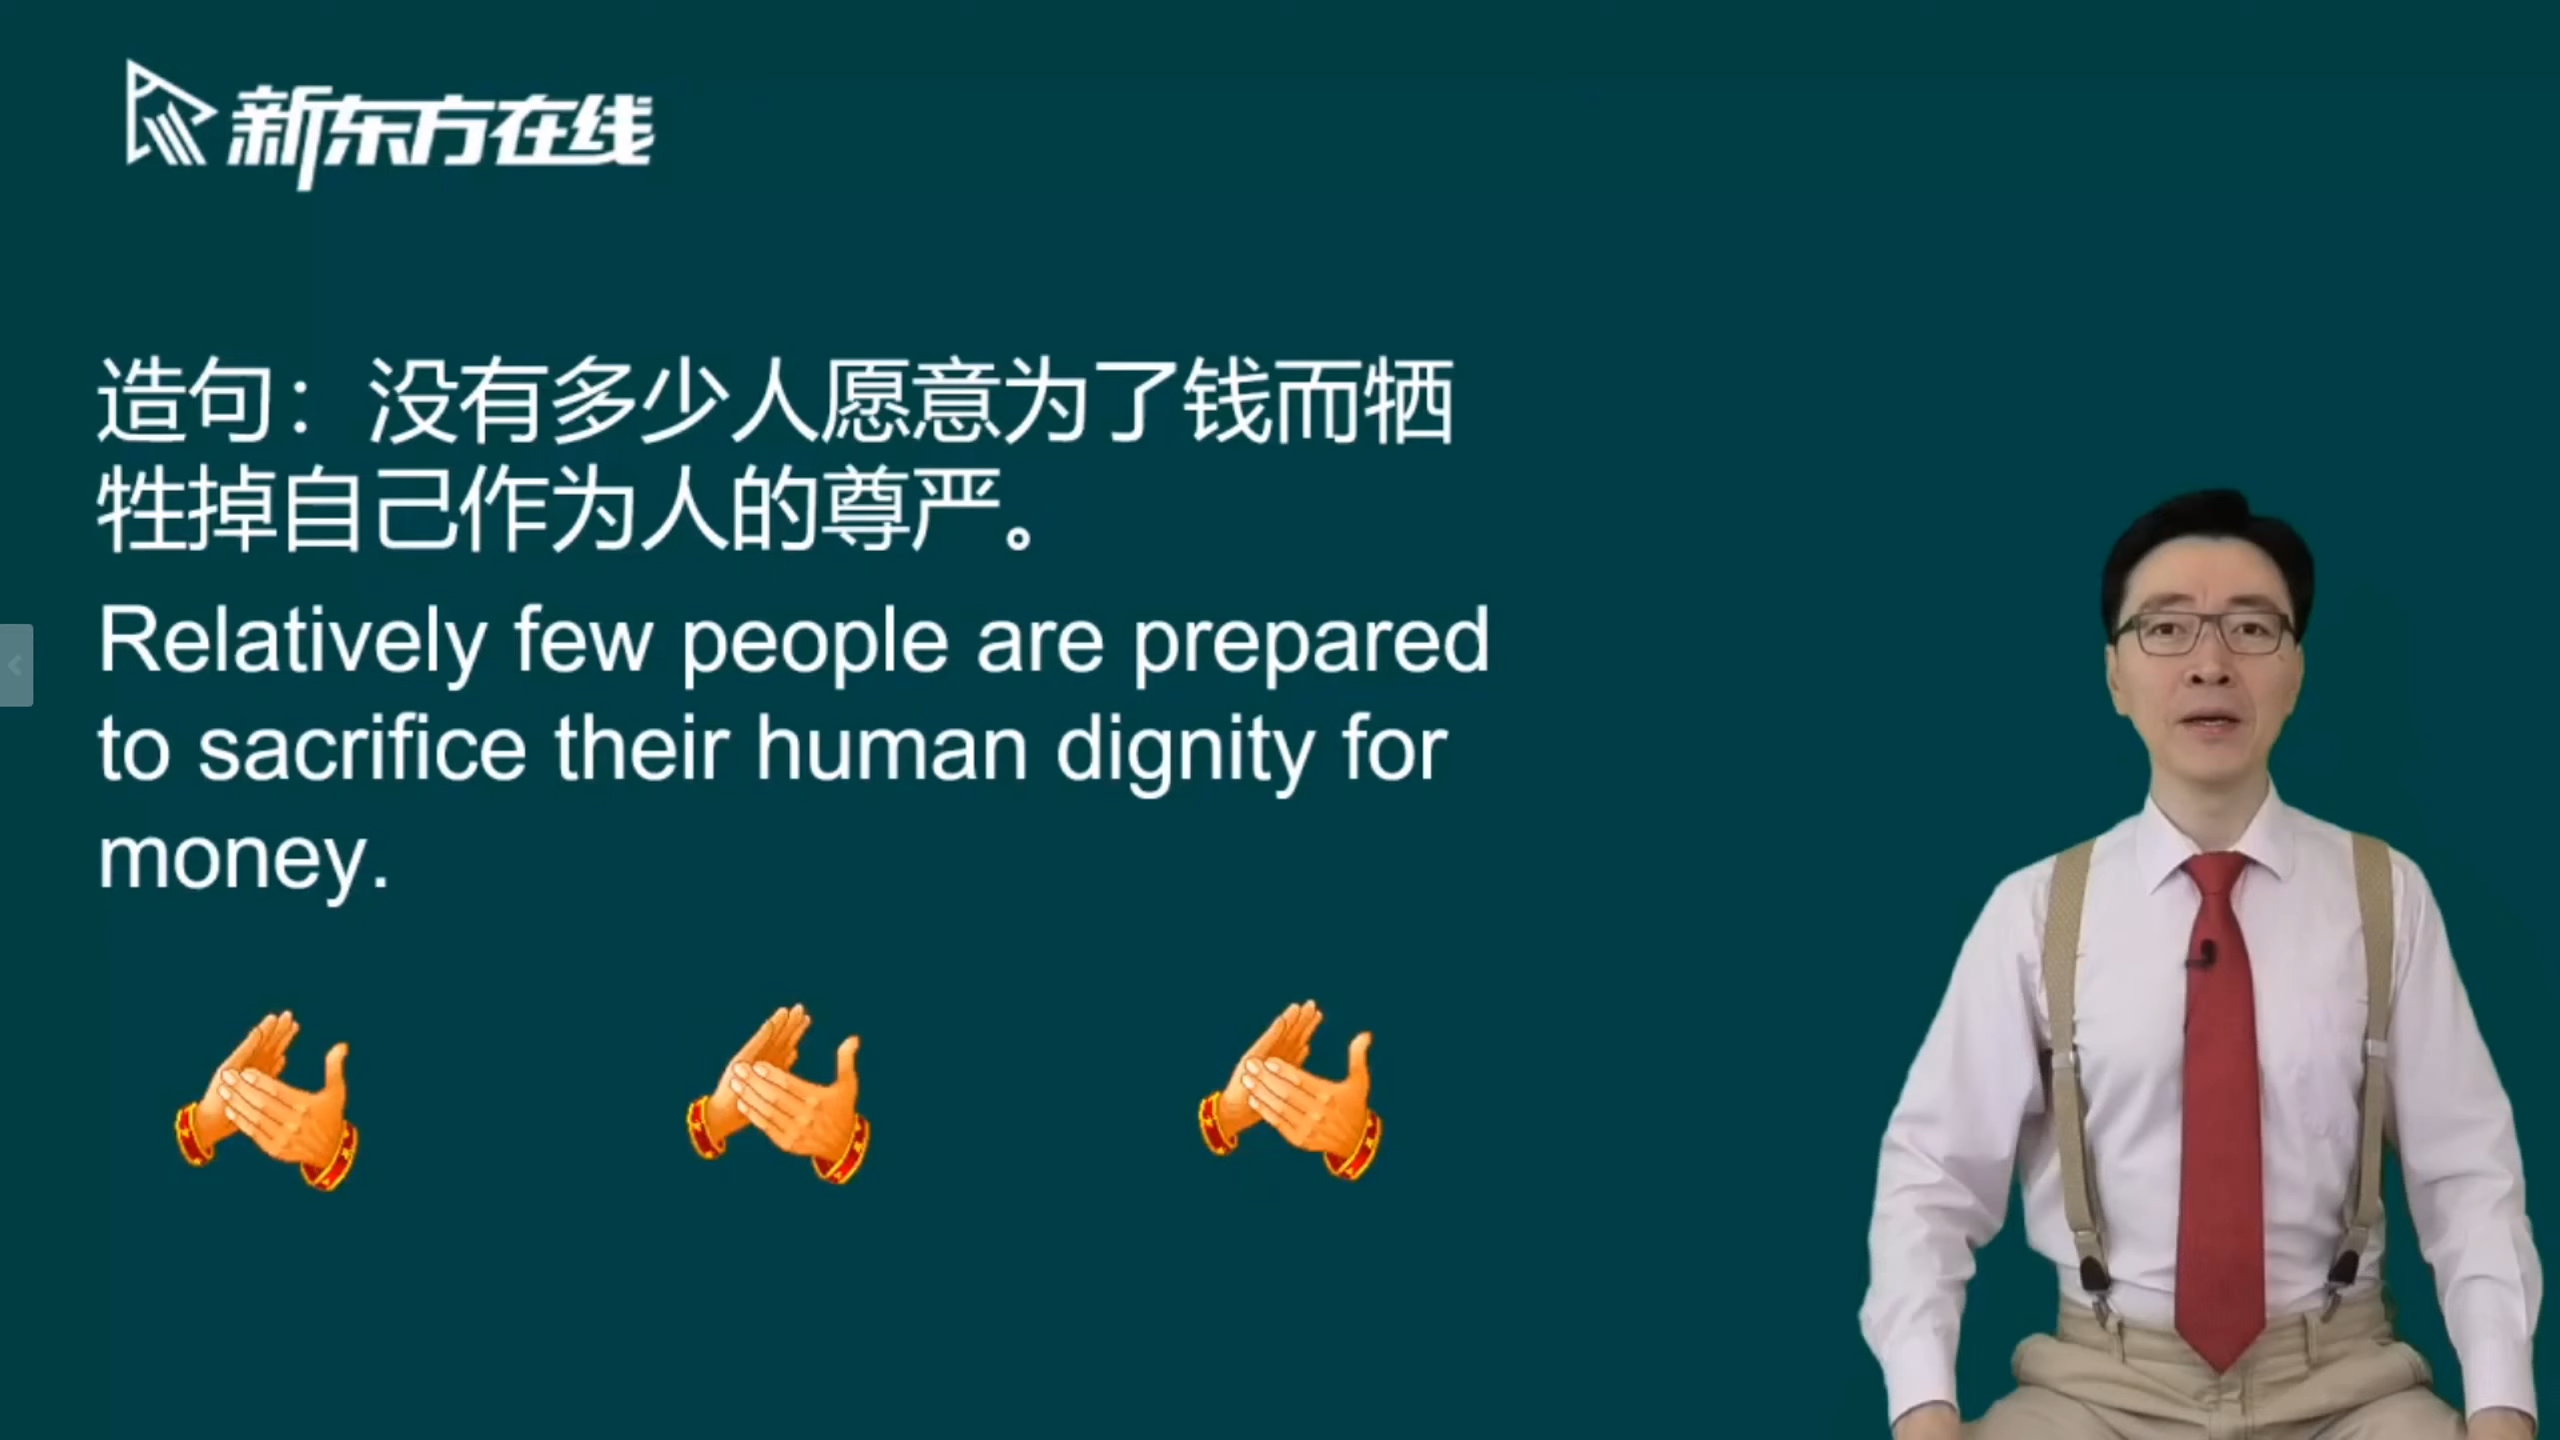 新东方在线
造句：没有多少人愿意为了钱而牺
牲掉自己作为人的尊严。
Relatively few people are prepared
to sacrifice their human dignity for
money.